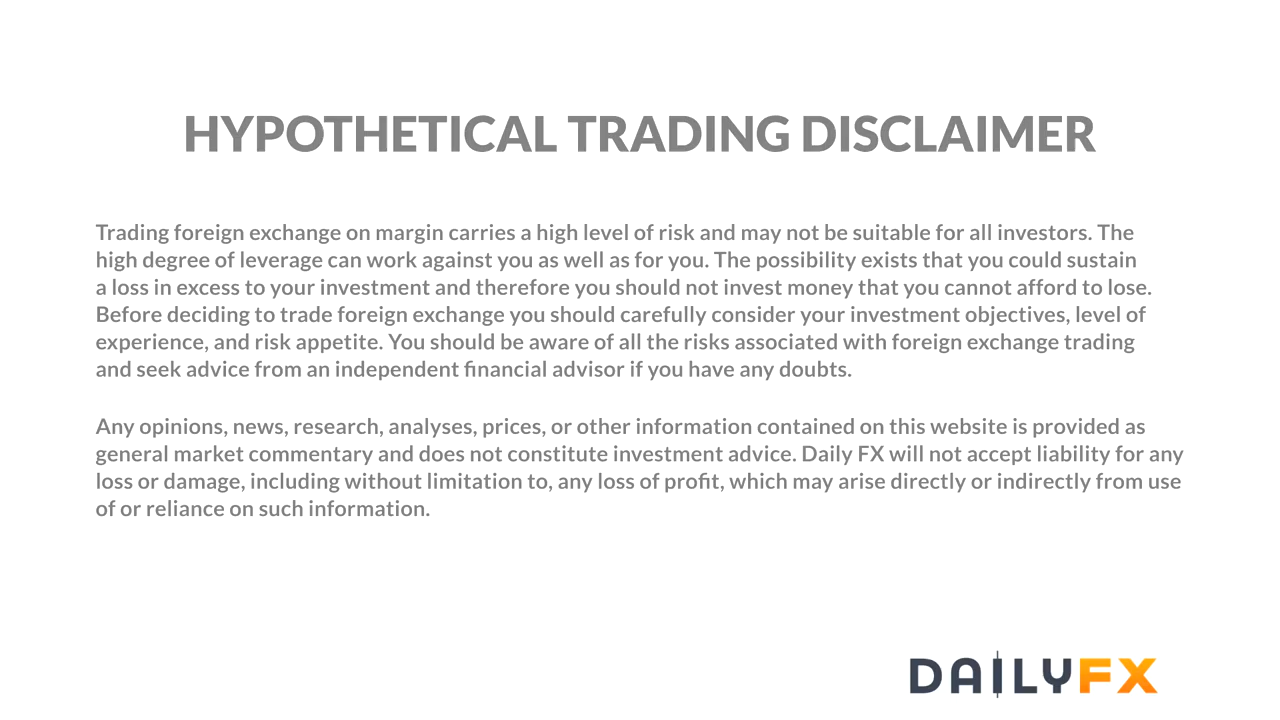 HYPOTHETICAL TRADING DISCLAIMER
Trading foreign exchange on margin carries a high level of risk and may not be suitable for all investors. The
high degree of leverage can work against you as well as for you. The possibility exists that you could sustain
a loss in excess to your investment and therefore you should not invest money that you cannot afford to lose.
Before deciding to trade foreign exchange you should carefully consider your investment objectives, level of
experience, and risk appetite. You should be aware of all the risks associated with foreign exchange trading
and seek advice from an independent financial advisor if you have any doubts.
Any opinions, news, research, analyses, prices, or other information contained on this website is provided as
general market commentary and does not constitute investment advice. Daily FX will not accept liability for any
loss or damage, including without limitation to, any loss of profit, which may arise directly or indirectly from use
of or reliance on such information.
DAILYFX